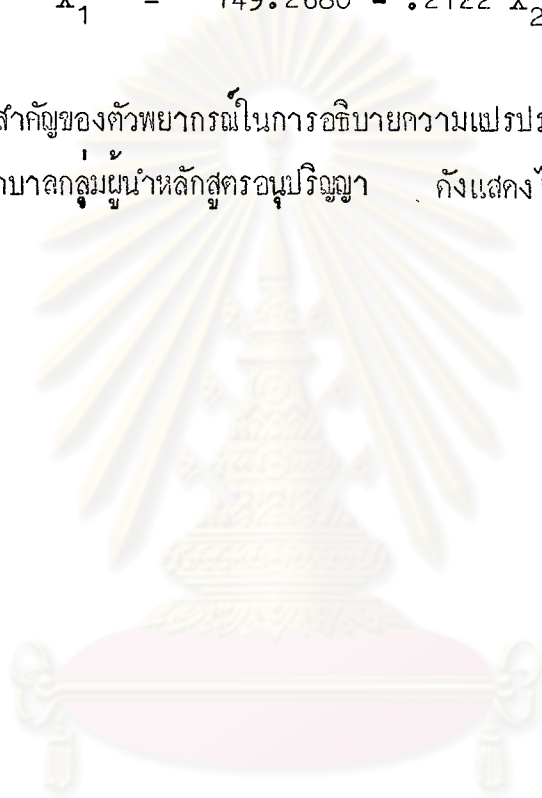 X₁ = 149.2680 - .2122 X₂
สำคัญของตัวพยากรณ์ในการอธิบายความแปรปร
าบาลกลุ่มผู้นำหลักสูตรอนุปริญญา ดังแสดง